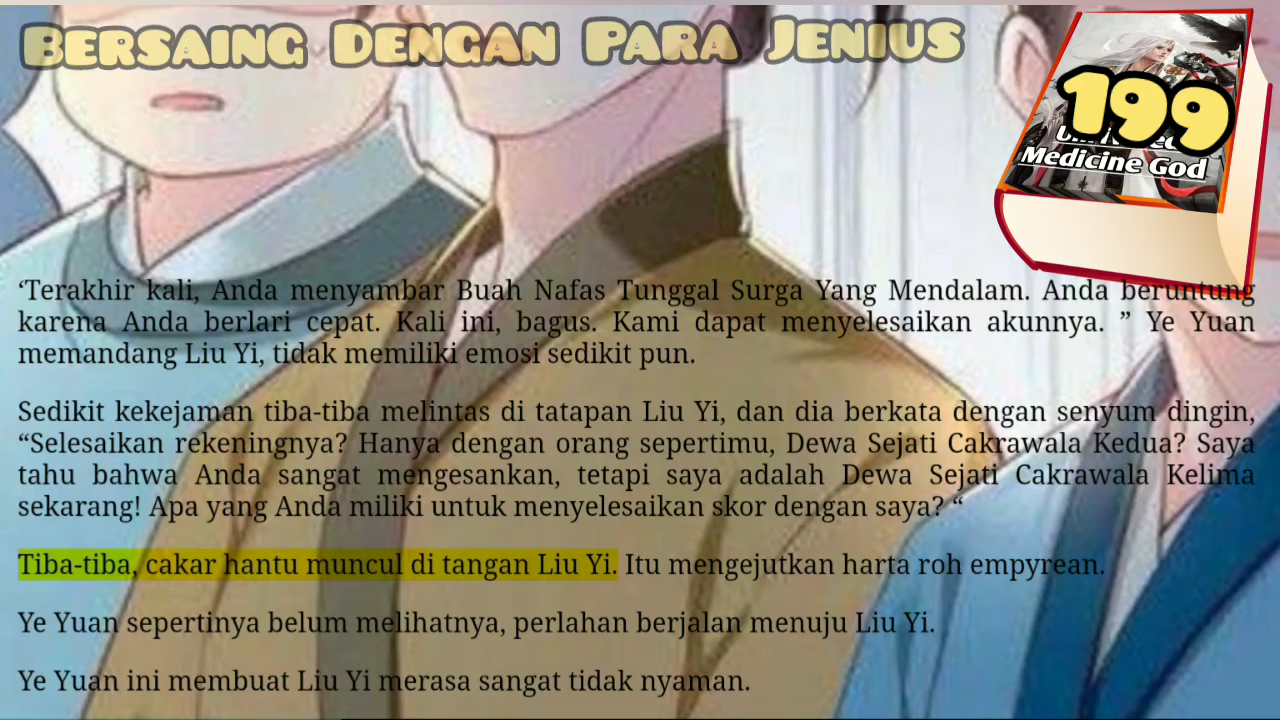 Bersaing Dengan Para Jenius
199
Medicine God
‘Terakhir kali, Anda menyambar Buah Nafas Tunggal Surga Yang Mendalam. Anda beruntung
karena Anda berlari cepat. Kali ini, bagus. Kami dapat menyelesaikan akunnya. ” Ye Yuan
memandang Liu Yi, tidak memiliki emosi sedikit pun.
Sedikit kekejaman tiba-tiba melintas di tatapan Liu Yi, dan dia berkata dengan senyum dingin,
“Selesaikan rekeningnya? Hanya dengan orang sepertimu, Dewa Sejati Cakrawala Kedua? Saya
tahu bahwa Anda sangat mengesankan, tetapi saya adalah Dewa Sejati Cakrawala Kelima
sekarang! Apa yang Anda miliki untuk menyelesaikan skor dengan saya? “
Tiba-tiba, cakar hantu muncul di tangan Liu Yi. Itu mengejutkan harta roh empyrean.
Ye Yuan sepertinya belum melihatnya, perlahan berjalan menuju Liu Yi.
Ye Yuan ini membuat Liu Yi merasa sangat tidak nyaman.